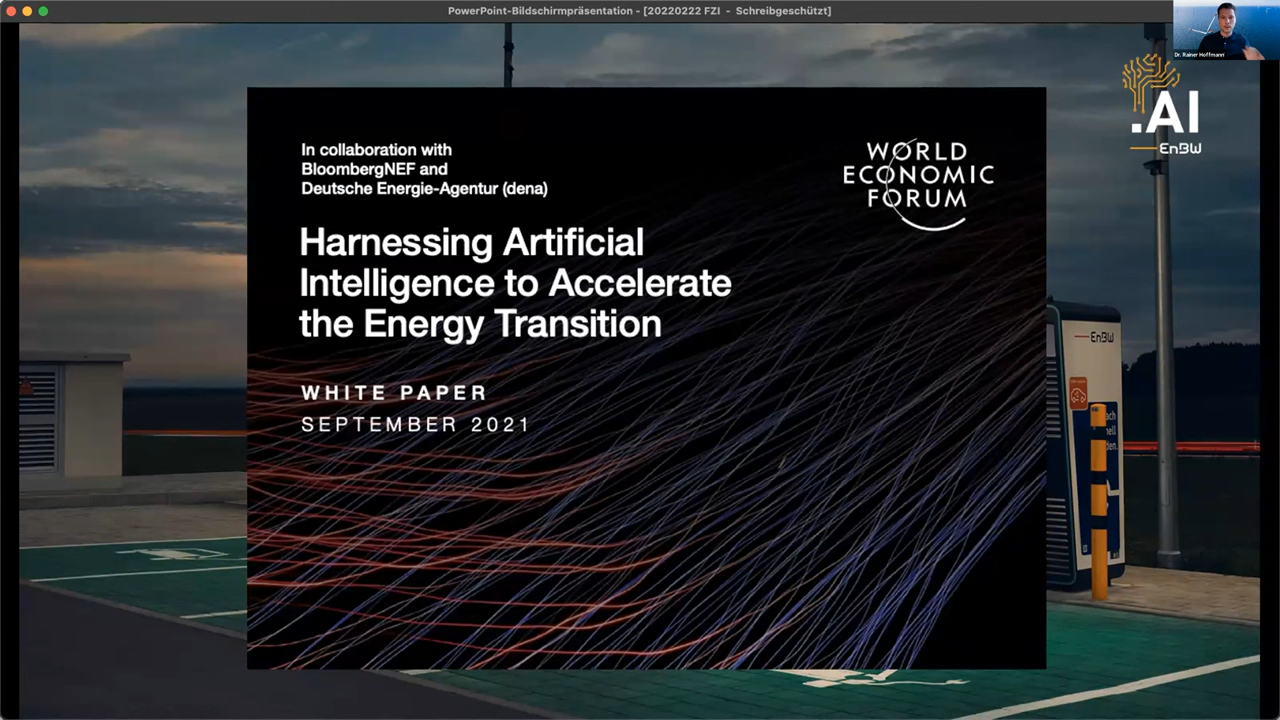 PowerPoint-Bildschirmpräsentation - [20220222 FZI - Schreibgeschützt]
Dr. Rainer Hoffmann
.AI
EnBW
In collaboration with
BloombergNEF and
Deutsche Energie-Agentur (dena)
WORLD
ECONOMIC
FORUM
Harnessing Artificial
Intelligence to Accelerate
the Energy Transition
WHITE PAPER
SEPTEMBER 2021
EnBW